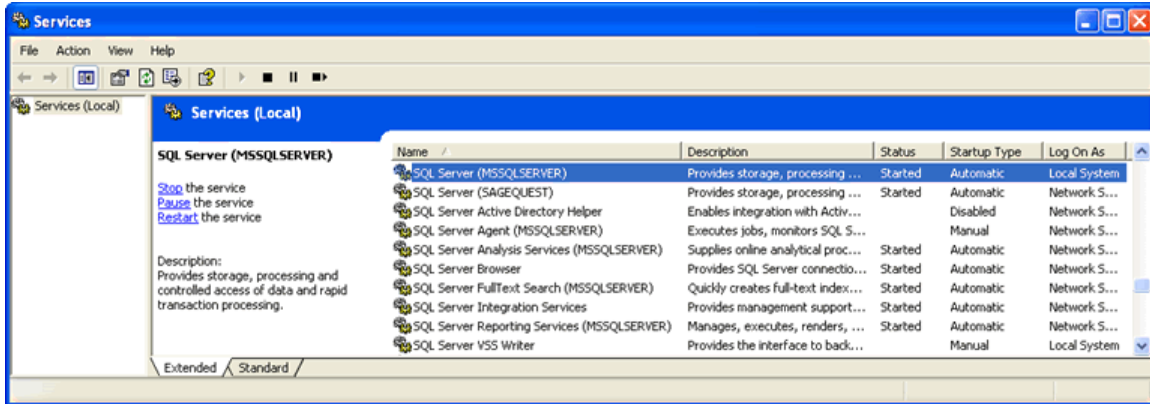 Services
File Action View Help
Services (Local)
Services (Local)
SQL Server (MSSQLSERVER)
Stop the service
Pause the service
Restart the service
Description:
Provides storage, processing and
controlled access of data and rapid
transaction processing.
Name Description Status Startup Type Log On As
SQL Server (MSSQLSERVER) Provides storage, processing ... Started Automatic Local System
SQL Server (SAGEQUEST) Provides storage, processing ... Started Automatic Network S...
SQL Server Active Directory Helper Enables integration with Activ... Disabled Network S...
SQL Server Agent (MSSQLSERVER) Executes jobs, monitors SQL S... Manual Network S...
SQL Server Analysis Services (MSSQLSERVER) Supplies online analytical proc... Started Automatic Network S...
SQL Server Browser Provides SQL Server connectio... Started Automatic Network S...
SQL Server FullText Search (MSSQLSERVER) Quickly creates full-text index... Started Automatic Network S...
SQL Server Integration Services Provides management support... Started Automatic Network S...
SQL Server Reporting Services (MSSQLSERVER) Manages, executes, renders, ... Started Automatic Network S...
SQL Server VSS Writer Provides the interface to back... Manual Local System
Extended Standard